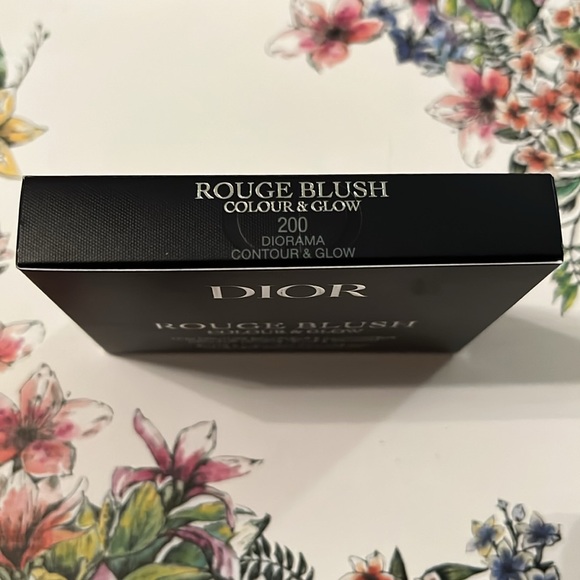 ROUGE BLUSH
COLOUR & GLOW
200
DIORAMA
CONTOUR & GLOW
DIOR
ROUGE BLUSH
COLOUR & GLOW